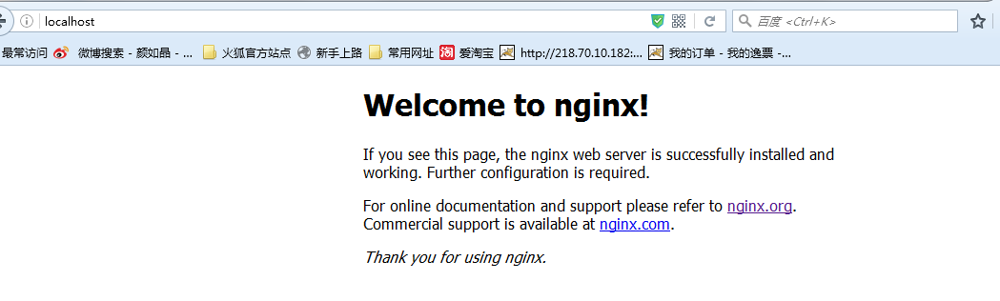 localhost
百度 <Ctrl+K>
最常访问 微博搜索 - 颜如晶 - ... 火狐官方站点 新手上路 常用网址 淘 爱淘宝 http://218.70.10.182:... 我的订单 - 我的逸票 -...
Welcome to nginx!
If you see this page, the nginx web server is successfully installed and
working. Further configuration is required.
For online documentation and support please refer to nginx.org.
Commercial support is available at nginx.com.
Thank you for using nginx.